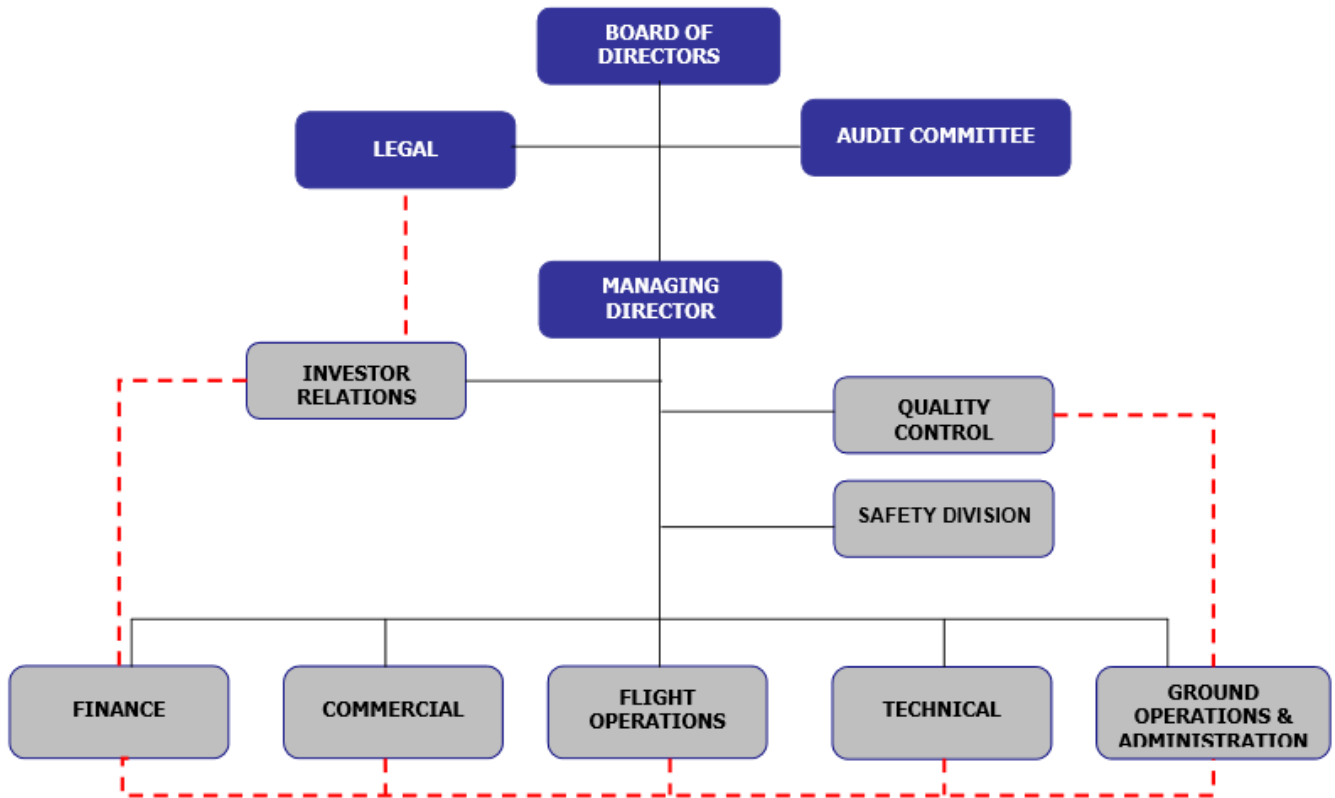 BOARD OF
DIRECTORS
LEGAL
AUDIT COMMITTEE
MANAGING
DIRECTOR
INVESTOR
RELATIONS
QUALITY
CONTROL
SAFETY DIVISION
FINANCE
COMMERCIAL
FLIGHT
OPERATIONS
TECHNICAL
GROUND
OPERATIONS &
ADMINISTRATION